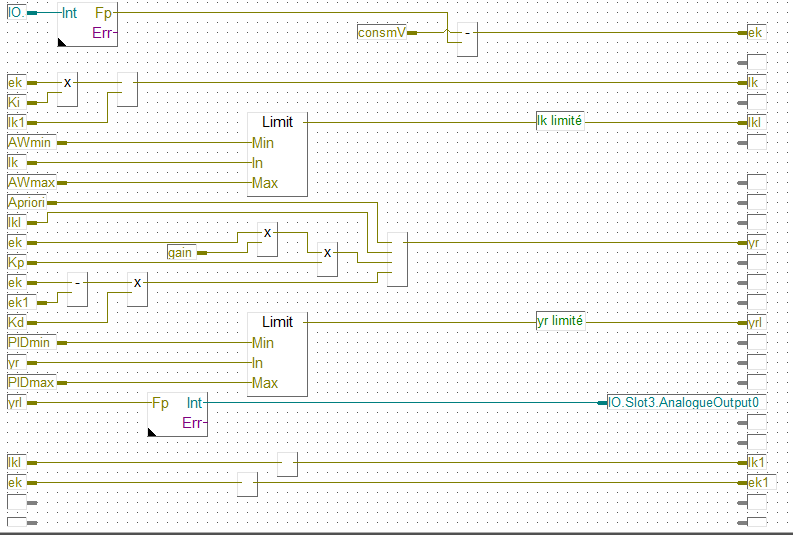 IO. Int Fp
Err
consmV - ek
ek x Ik
Ki
Ik1 Limit Ik limité Ikl
AWmin Min
Ik In
AWmax Max
Apriori
Ikl
ek x yr
gain x
Kp
ek - x
ek1
Kd Limit yr limité yrl
PIDmin Min
yr In
PIDmax Max
yrl Fp Int IO.Slot3.AnalogueOutput0
Err
Ikl Ik1
ek ek1